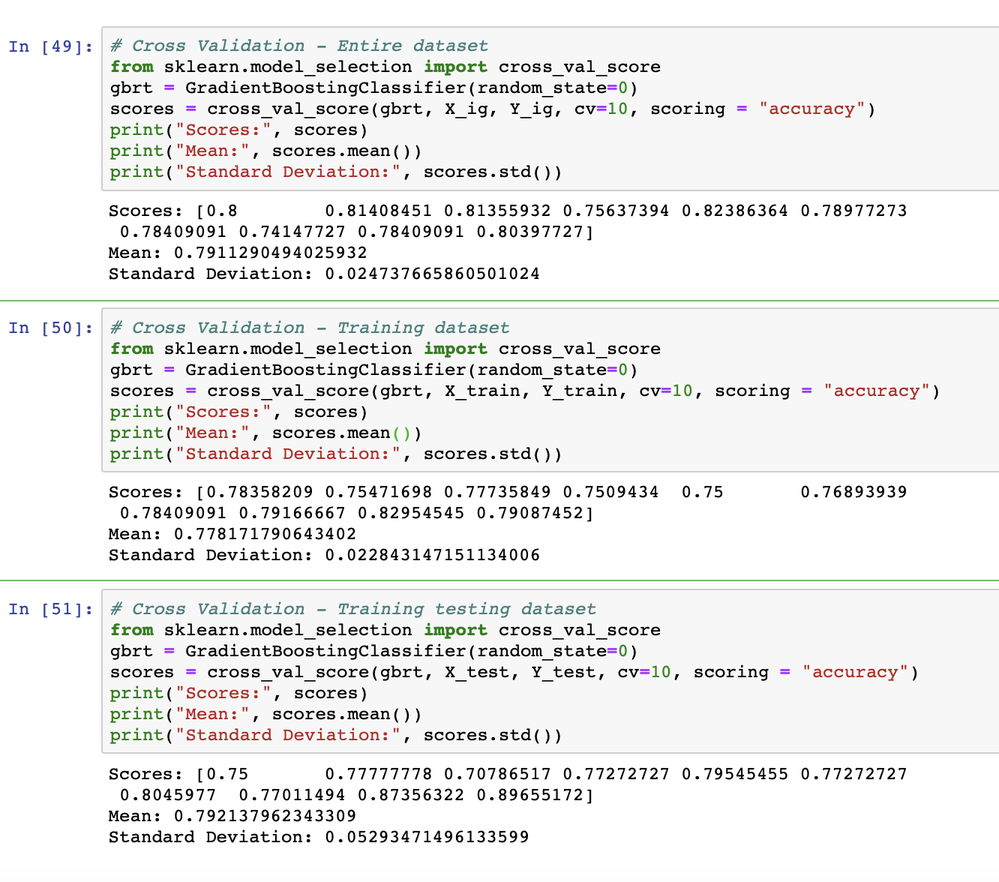 In [49]: # Cross Validation - Entire dataset
from sklearn.model_selection import cross_val_score
gbrt = GradientBoostingClassifier(random_state=0)
scores = cross_val_score(gbrt, X_ig, Y_ig, cv=10, scoring = "accuracy")
print("Scores:", scores)
print("Mean:", scores.mean())
print("Standard Deviation:", scores.std())
Scores: [0.8        0.81408451 0.81355932 0.75637394 0.82386364 0.78977273
 0.78409091 0.74147727 0.78409091 0.80397727]
Mean: 0.7911290494025932
Standard Deviation: 0.024737665860501024
In [50]: # Cross Validation - Training dataset
from sklearn.model_selection import cross_val_score
gbrt = GradientBoostingClassifier(random_state=0)
scores = cross_val_score(gbrt, X_train, Y_train, cv=10, scoring = "accuracy")
print("Scores:", scores)
print("Mean:", scores.mean())
print("Standard Deviation:", scores.std())
Scores: [0.78358209 0.75471698 0.77735849 0.7509434  0.75       0.76893939
 0.78409091 0.79166667 0.82954545 0.79087452]
Mean: 0.778171790643402
Standard Deviation: 0.022843147151134006
In [51]: # Cross Validation - Training testing dataset
from sklearn.model_selection import cross_val_score
gbrt = GradientBoostingClassifier(random_state=0)
scores = cross_val_score(gbrt, X_test, Y_test, cv=10, scoring = "accuracy")
print("Scores:", scores)
print("Mean:", scores.mean())
print("Standard Deviation:", scores.std())
Scores: [0.75       0.77777778 0.70786517 0.77272727 0.79545455 0.77272727
 0.8045977  0.77011494 0.87356322 0.89655172]
Mean: 0.792137962343309
Standard Deviation: 0.05293471496133599